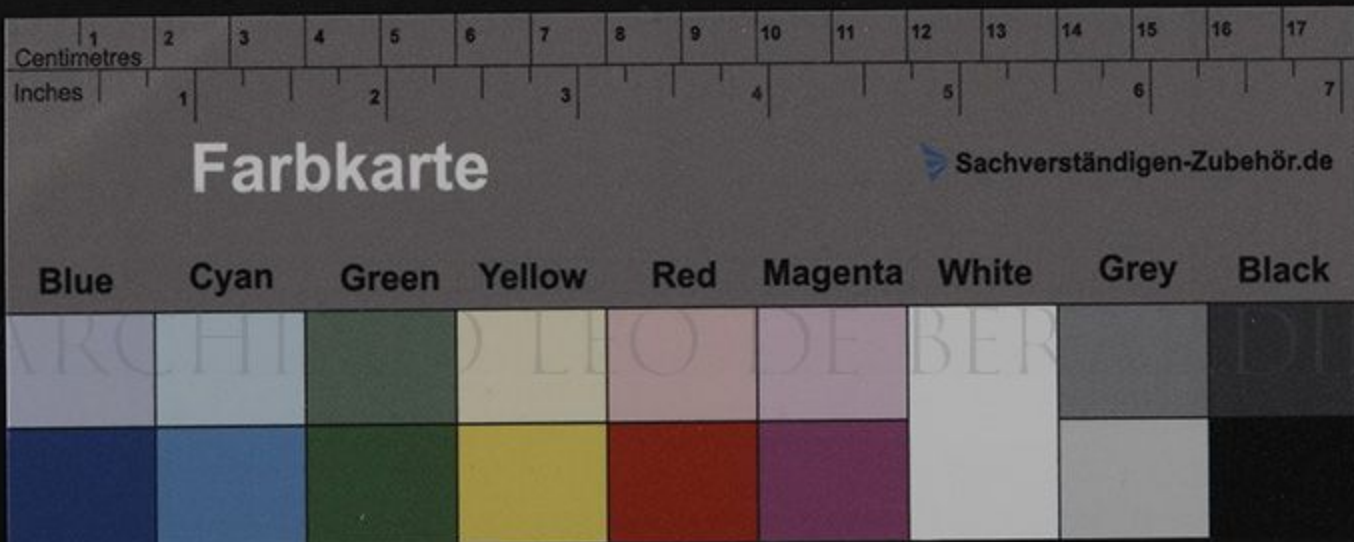 1 2 3 4 5 6 7 8 9 10 11 12 13 14 15 16 17
Centimetres
Inches 1 2 3 4 5 6 7
Farbkarte
Sachverständigen-Zubehör.de
Blue Cyan Green Yellow Red Magenta White Grey Black
LEO DE